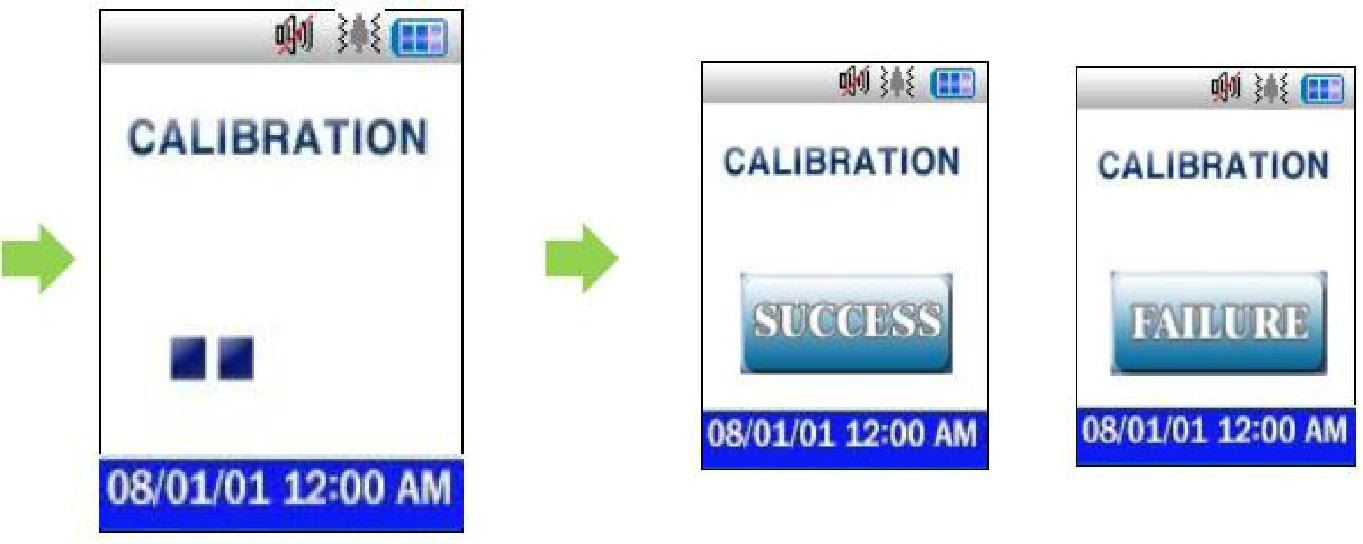 CALIBRATION
08/01/01 12:00 AM
CALIBRATION
SUCCESS
08/01/01 12:00 AM
CALIBRATION
FAILURE
08/01/01 12:00 AM